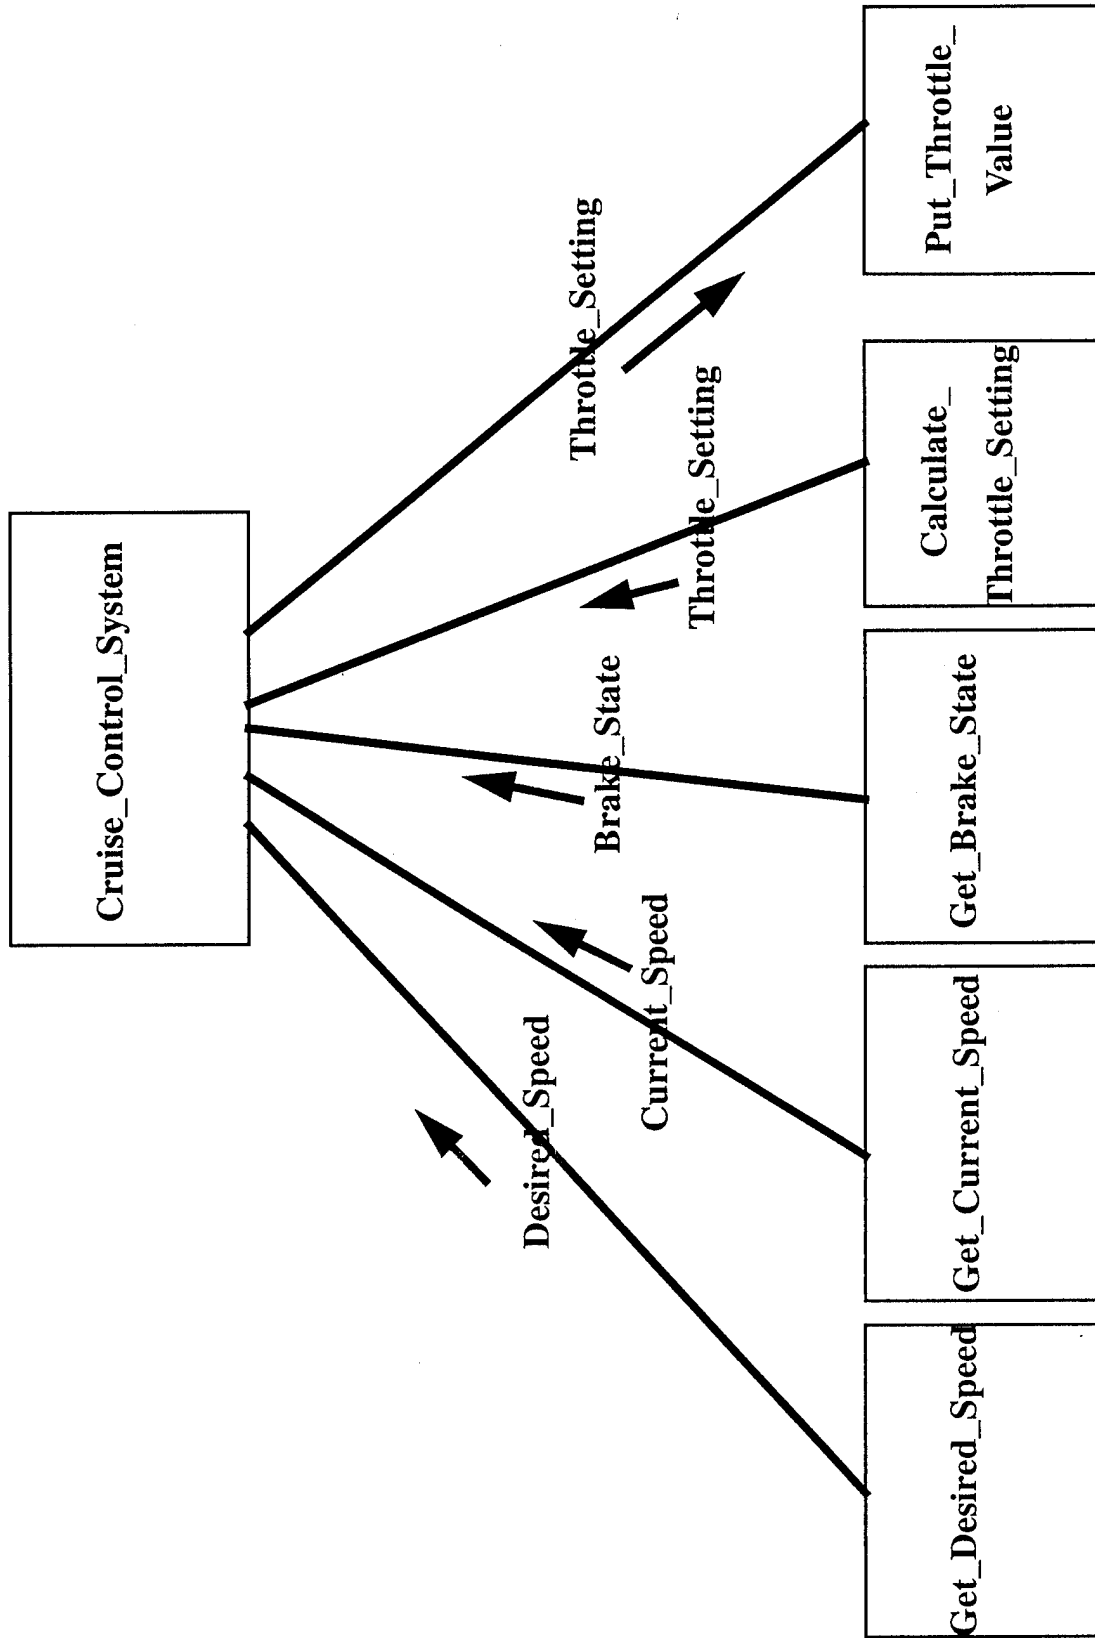 Cruise_Control_System
Desired_Speed
Current_Speed
Brake_State
Throttle_Setting
Throttle_Setting
Get_Desired_Speed
Get_Current_Speed
Get_Brake_State
Calculate_
Throttle_Setting
Put_Throttle_
Value